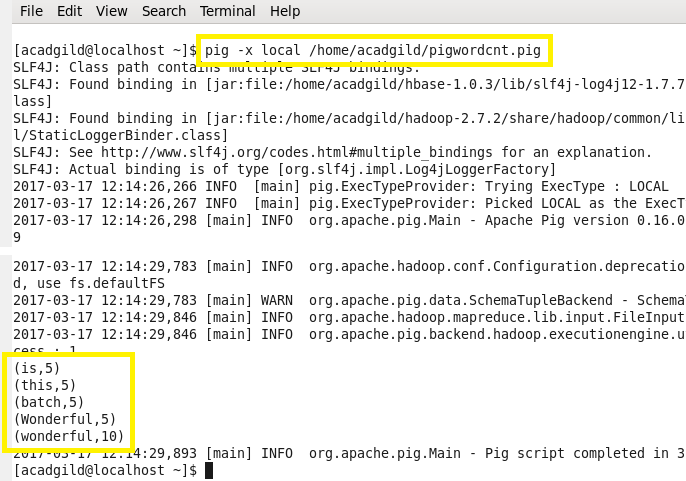 File Edit View Search Terminal Help
[acadgild@localhost ~]$ pig -x local /home/acadgild/pigwordcnt.pig
SLF4J: Class path contains multiple SLF4J bindings.
SLF4J: Found binding in [jar:file:/home/acadgild/hbase-1.0.3/lib/slf4j-log4j12-1.7.7
lass]
SLF4J: Found binding in [jar:file:/home/acadgild/hadoop-2.7.2/share/hadoop/common/li
l/StaticLoggerBinder.class]
SLF4J: See http://www.slf4j.org/codes.html#multiple_bindings for an explanation.
SLF4J: Actual binding is of type [org.slf4j.impl.Log4jLoggerFactory]
2017-03-17 12:14:26,266 INFO  [main] pig.ExecTypeProvider: Trying ExecType : LOCAL
2017-03-17 12:14:26,267 INFO  [main] pig.ExecTypeProvider: Picked LOCAL as the ExecT
2017-03-17 12:14:26,298 [main] INFO  org.apache.pig.Main - Apache Pig version 0.16.0
9
2017-03-17 12:14:29,783 [main] INFO  org.apache.hadoop.conf.Configuration.deprecatio
d, use fs.defaultFS
2017-03-17 12:14:29,783 [main] WARN  org.apache.pig.data.SchemaTupleBackend - Schema
2017-03-17 12:14:29,846 [main] INFO  org.apache.hadoop.mapreduce.lib.input.FileInput
2017-03-17 12:14:29,846 [main] INFO  org.apache.pig.backend.hadoop.executionengine.u
cess : 1
(is,5)
(this,5)
(batch,5)
(Wonderful,5)
(wonderful,10)
2017-03-17 12:14:29,893 [main] INFO  org.apache.pig.Main - Pig script completed in 3
[acadgild@localhost ~]$